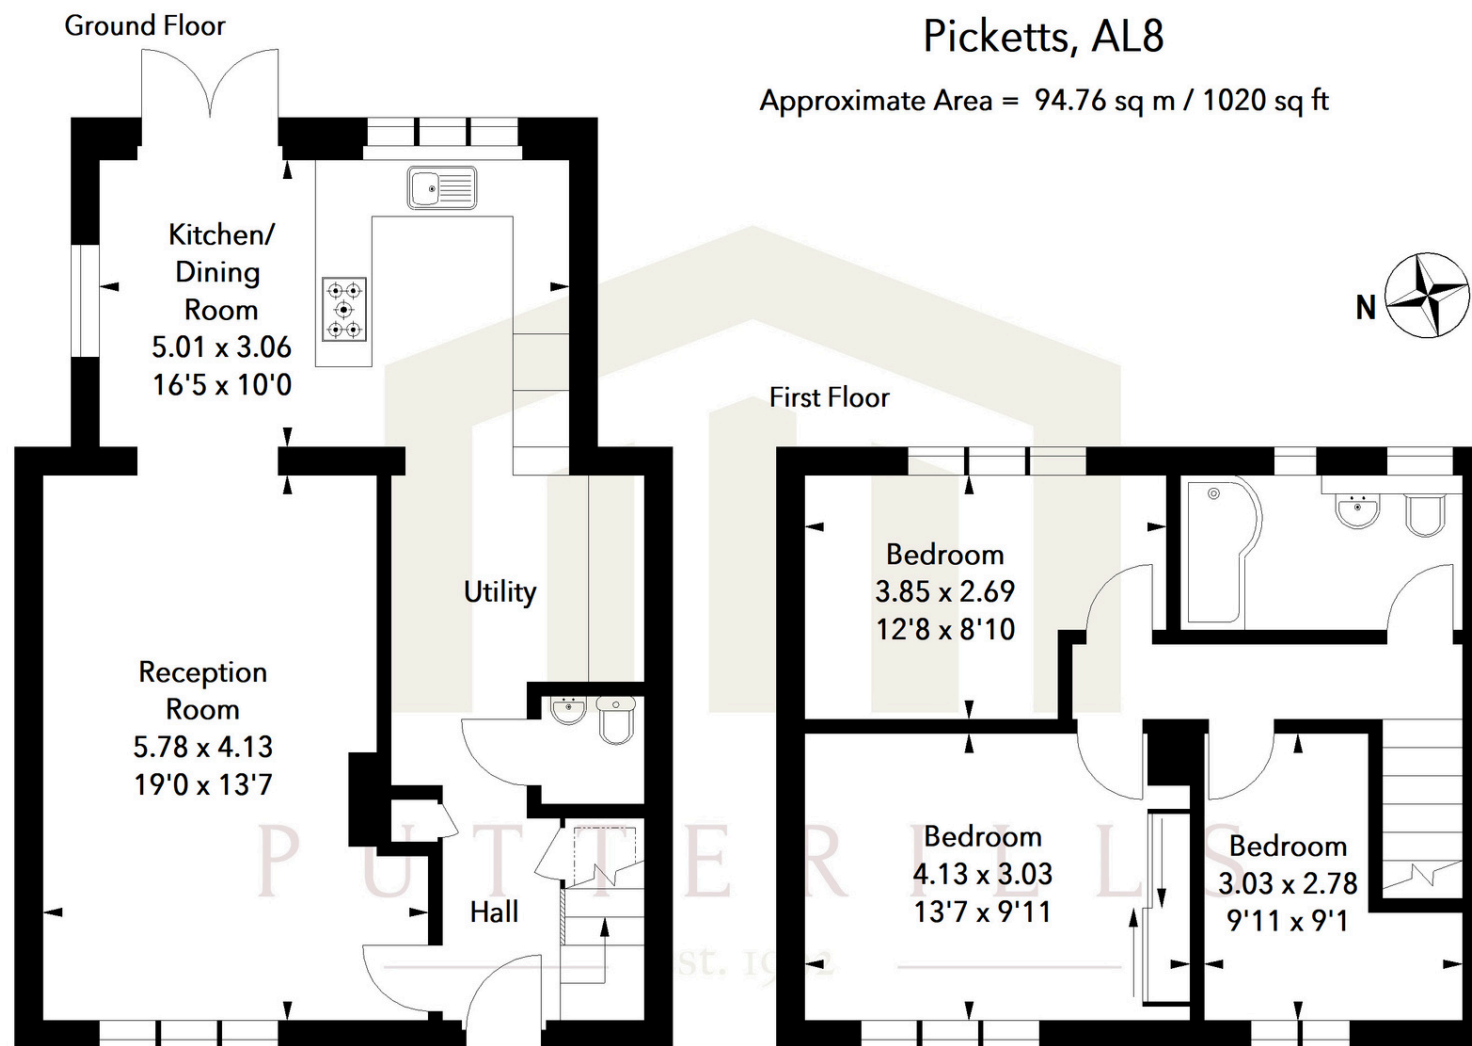 Ground Floor
Picketts, AL8
Approximate Area = 94.76 sq m / 1020 sq ft
Kitchen/
Dining
Room
5.01 x 3.06
16'5 x 10'0
N
First Floor
Utility
Bedroom
3.85 x 2.69
12'8 x 8'10
Reception
Room
5.78 x 4.13
19'0 x 13'7
PUTTERILLS
Hall
Bedroom
4.13 x 3.03
13'7 x 9'11
Bedroom
3.03 x 2.78
9'11 x 9'1